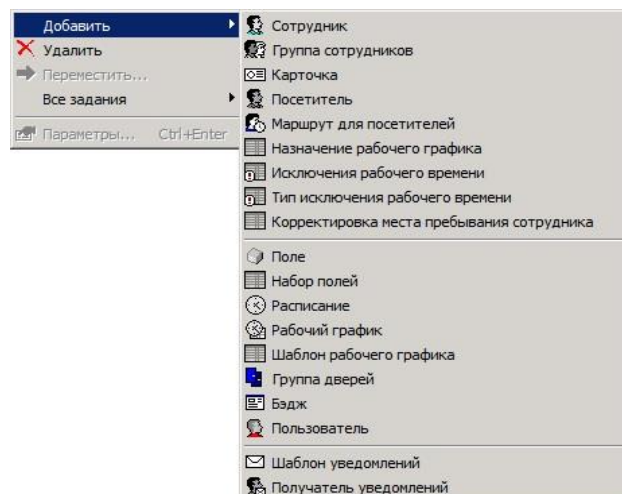 Добавить
Удалить
Переместить...
Все задания
Параметры... Ctrl+Enter
Сотрудник
Группа сотрудников
Карточка
Посетитель
Маршрут для посетителей
Назначение рабочего графика
Исключения рабочего времени
Тип исключения рабочего времени
Корректировка места пребывания сотрудника
Поле
Набор полей
Расписание
Рабочий график
Шаблон рабочего графика
Группа дверей
Бэдж
Пользователь
Шаблон уведомлений
Получатель уведомлений